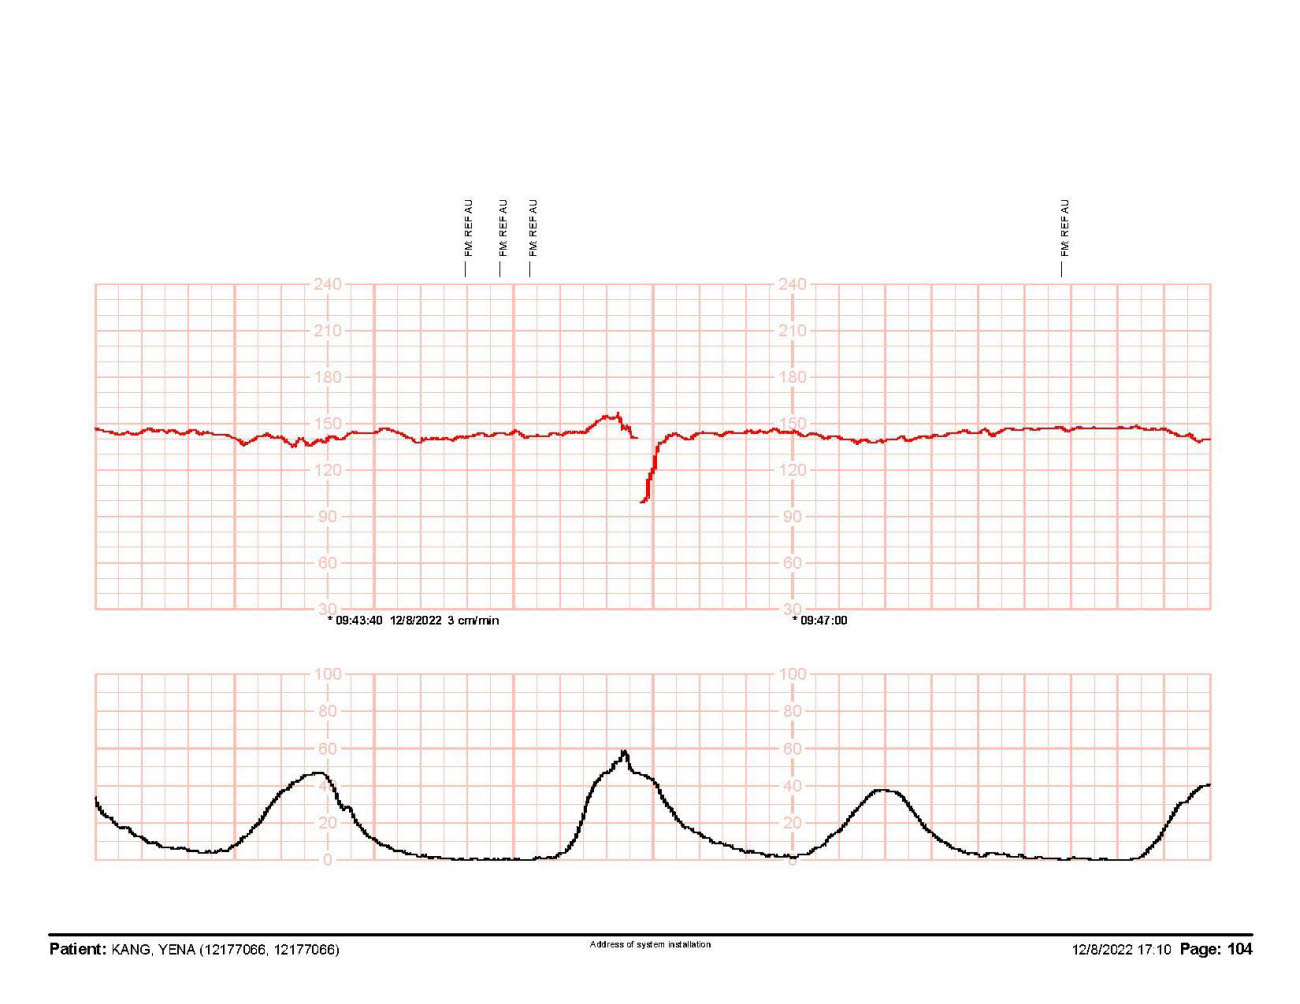 FM: REF AU
FM: REF AU
FM: REF AU
FM: REF AU
240 240
210 210
180 180
150 150
120 120
90 90
60 60
30 30
* 09:43:40 12/8/2022 3 cm/min * 09:47:00
100 100
80 80
60 60
40 40
20 20
0 0
Patient: KANG, YENA (12177066, 12177066) Address of system installation 12/8/2022 17:10 Page: 104